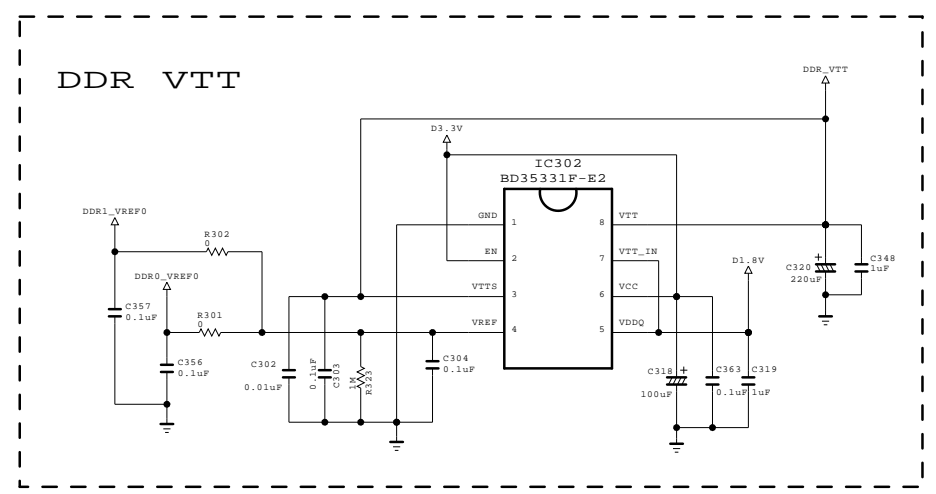 DDR VTT
DDR_VTT
D3.3V
IC302
BD35331F-E2
DDR1_VREF0
R302
0
GND 1
8 VTT
EN 2
7 VTT_IN
VTTS 3
6 VCC
VREF 4
5 VDDQ
DDR0_VREF0
D1.8V
C320
220uF
C348
1uF
C357
0.1uF
R301
0
C356
0.1uF
C302
0.01uF
0.1uF
C303
1M
R323
C304
0.1uF
C318
100uF
C363
0.1uF
C319
1uF